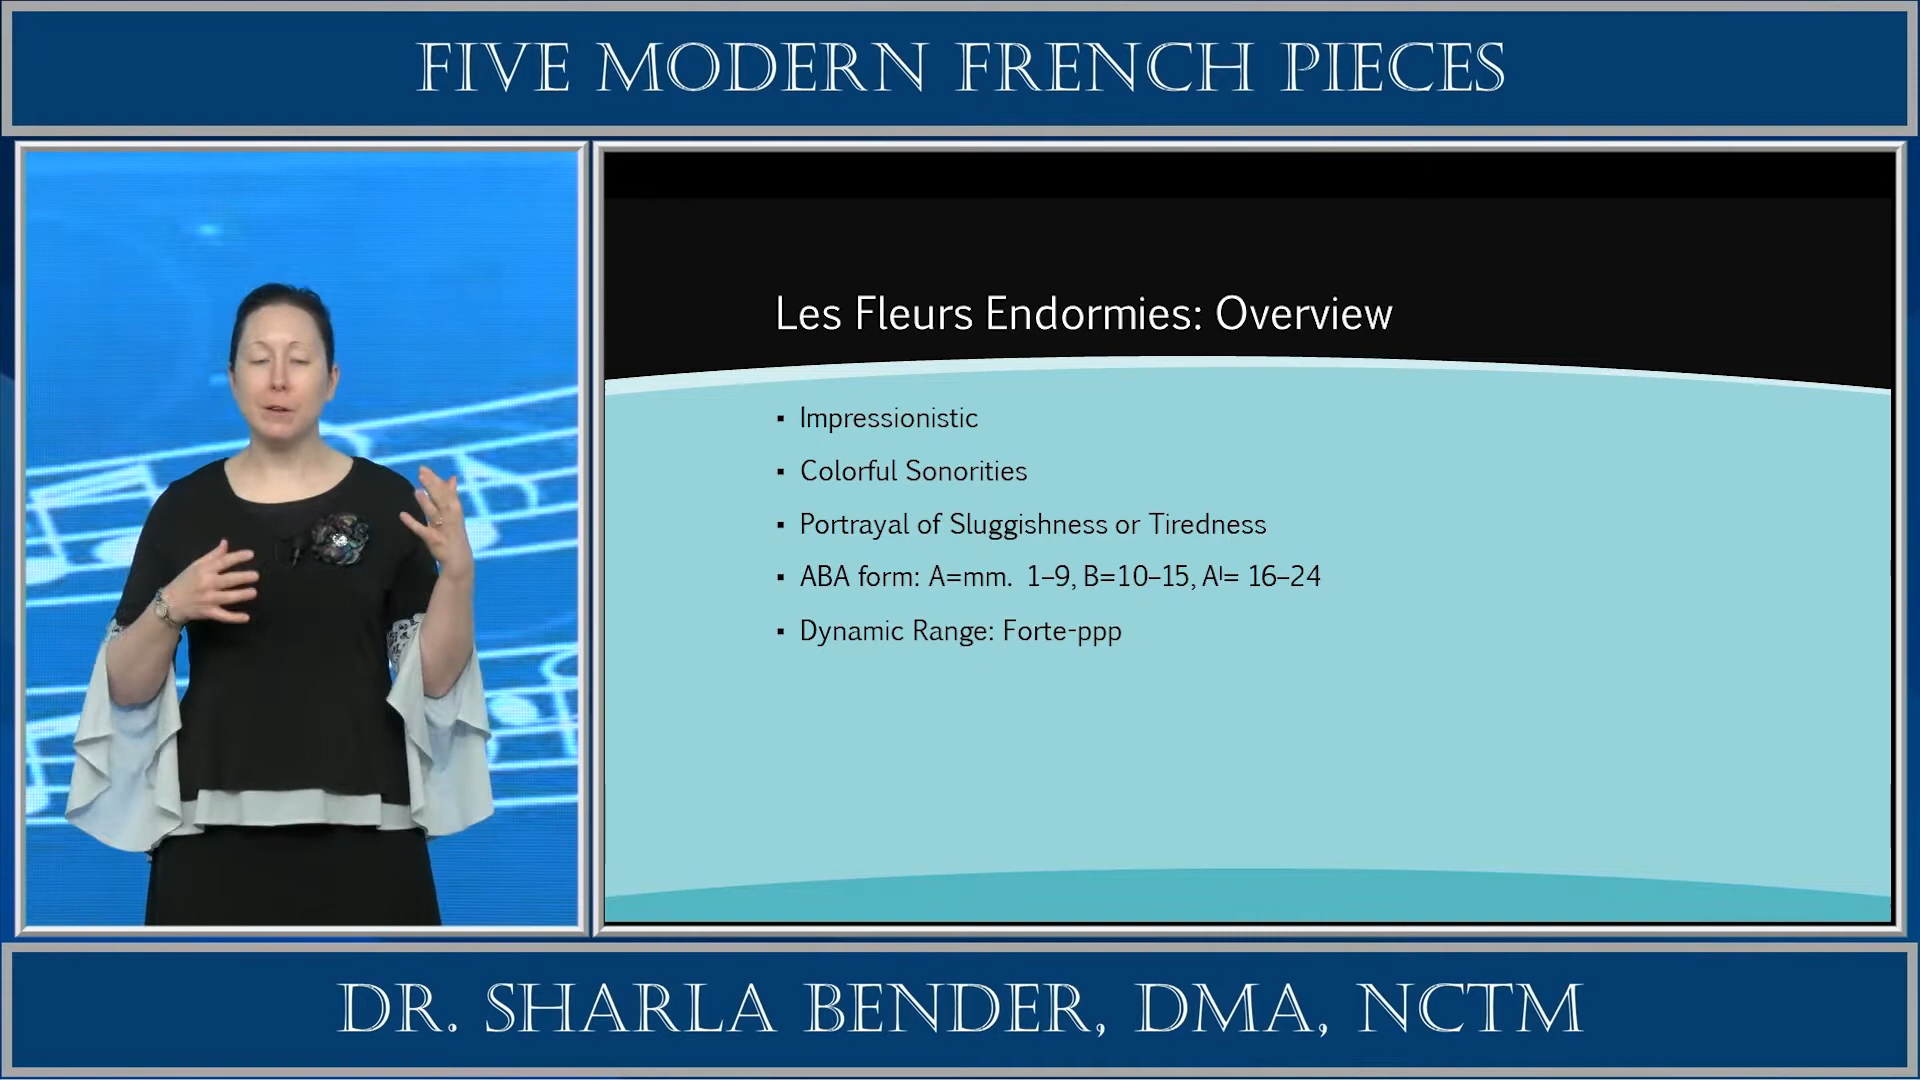 FIVE MODERN FRENCH PIECES
Les Fleurs Endormies: Overview
▪ Impressionistic
▪ Colorful Sonorities
▪ Portrayal of Sluggishness or Tiredness
▪ ABA form: A=mm. 1–9, B=10–15, A|= 16–24
▪ Dynamic Range: Forte-ppp
DR. SHARLA BENDER, DMA, NCTM